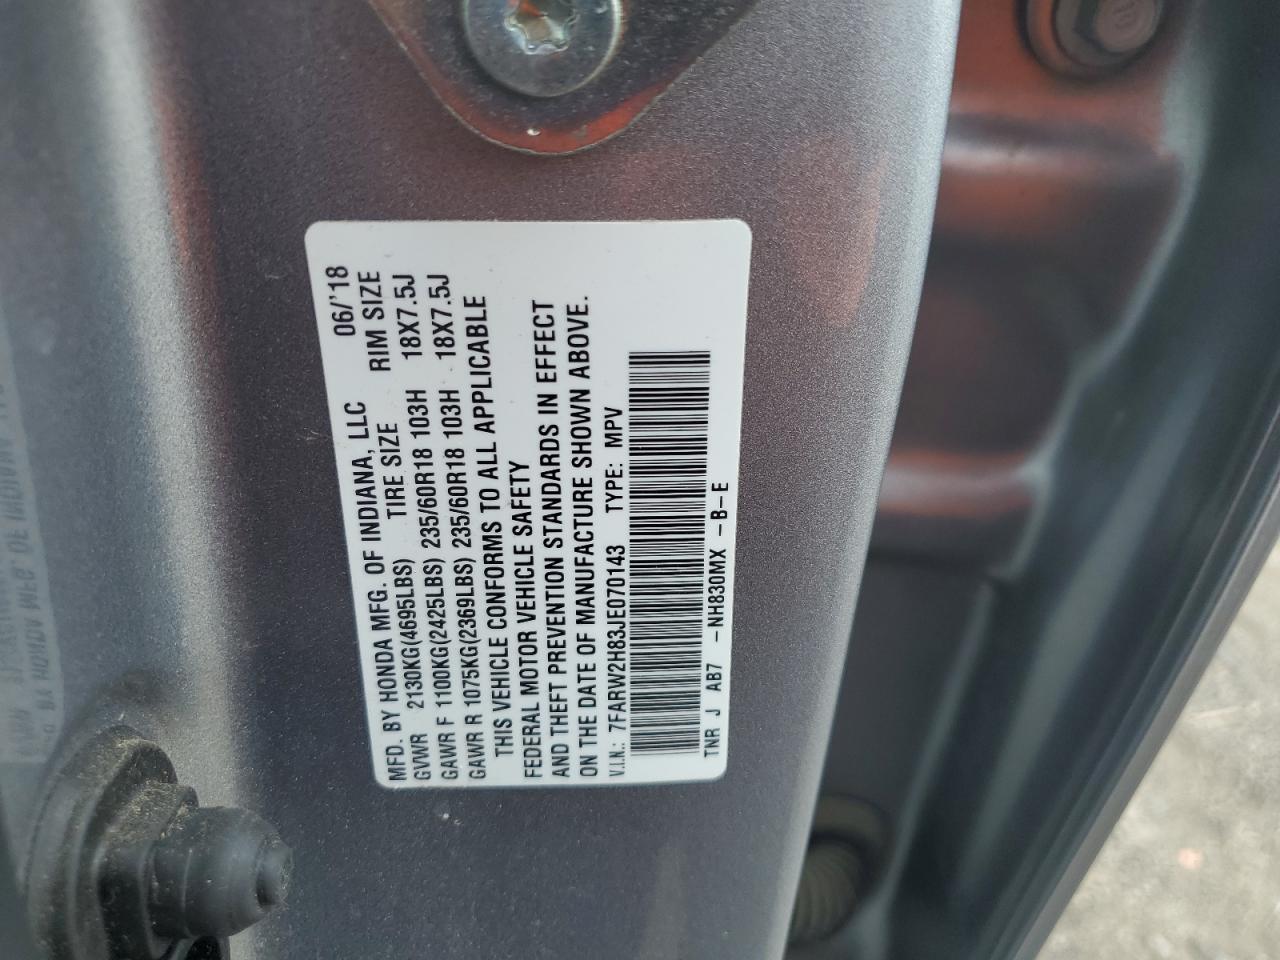 MFD. BY HONDA MFG. OF INDIANA, LLC 06/'18
GVWR 2130KG(4695LBS) TIRE SIZE RIM SIZE
GAWR F 1100KG(2425LBS) 235/60R18 103H 18X7.5J
GAWR R 1075KG(2369LBS) 235/60R18 103H 18X7.5J
THIS VEHICLE CONFORMS TO ALL APPLICABLE
FEDERAL MOTOR VEHICLE SAFETY
AND THEFT PREVENTION STANDARDS IN EFFECT
ON THE DATE OF MANUFACTURE SHOWN ABOVE.
V.I.N.: 7FARW2H83JE070143 TYPE: MPV
TNR J AB7 -NH830MX -B-E